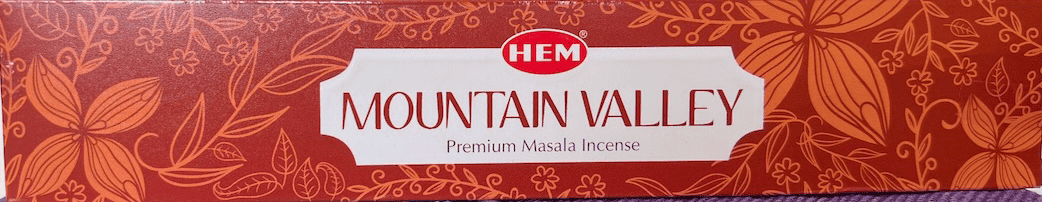 HEM®
MOUNTAIN VALLEY
Premium Masala Incense